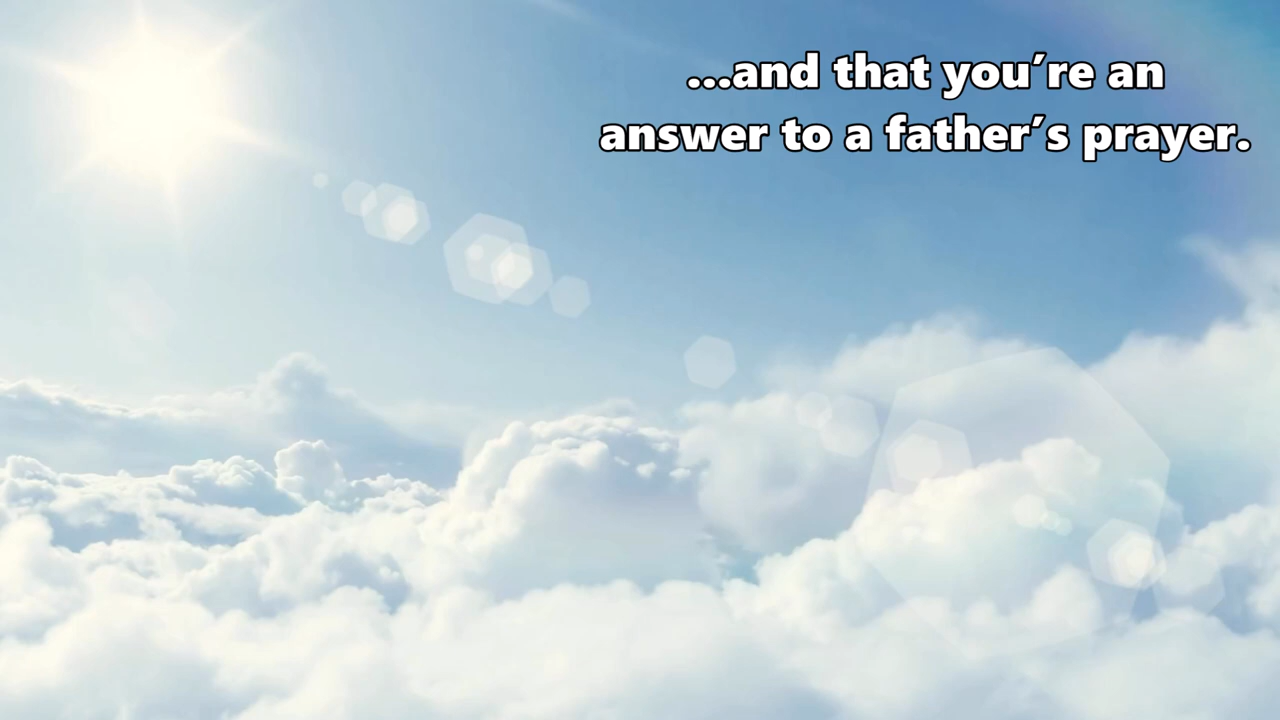 ...and that you're an
answer to a father's prayer.